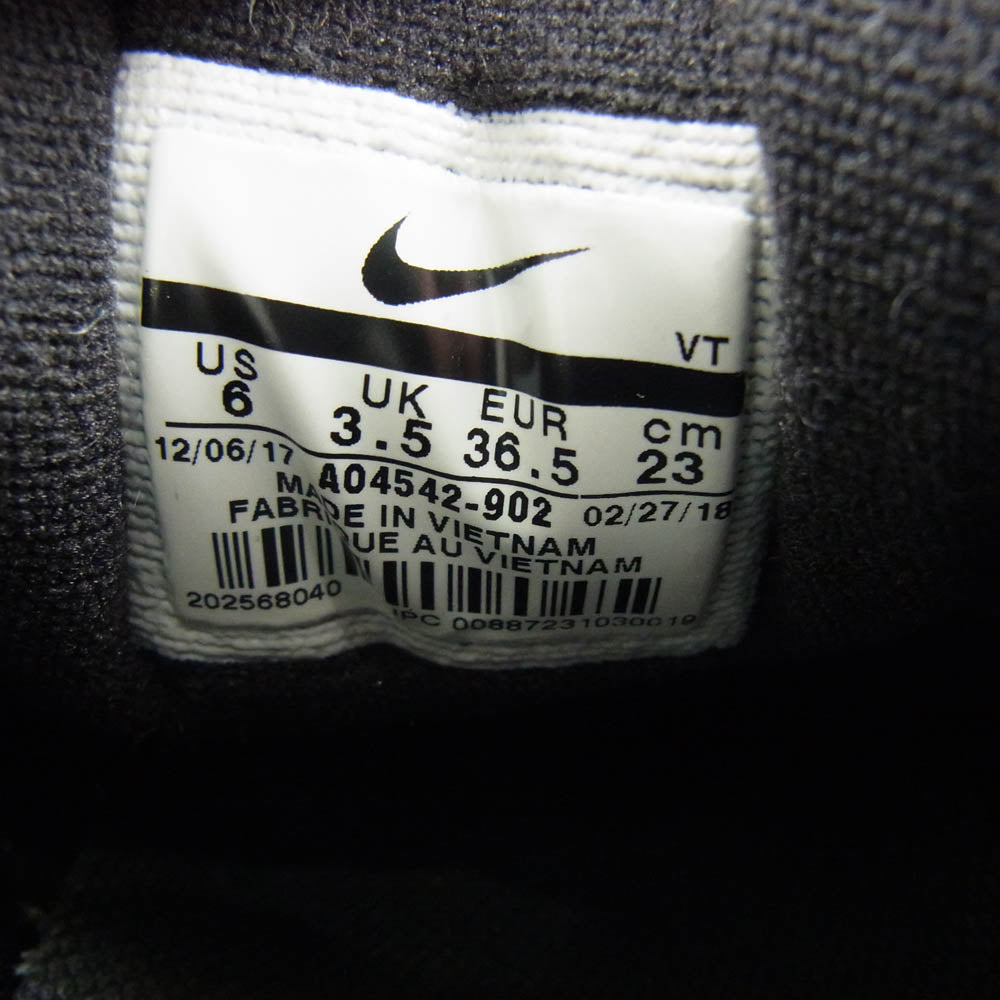 VT
US UK EUR cm
6 3.5 36.5 23
12/06/17 A04542-902 02/27/18
MADE IN VIETNAM
FABRIQUE AU VIETNAM
202568040 UPC 00887231030019